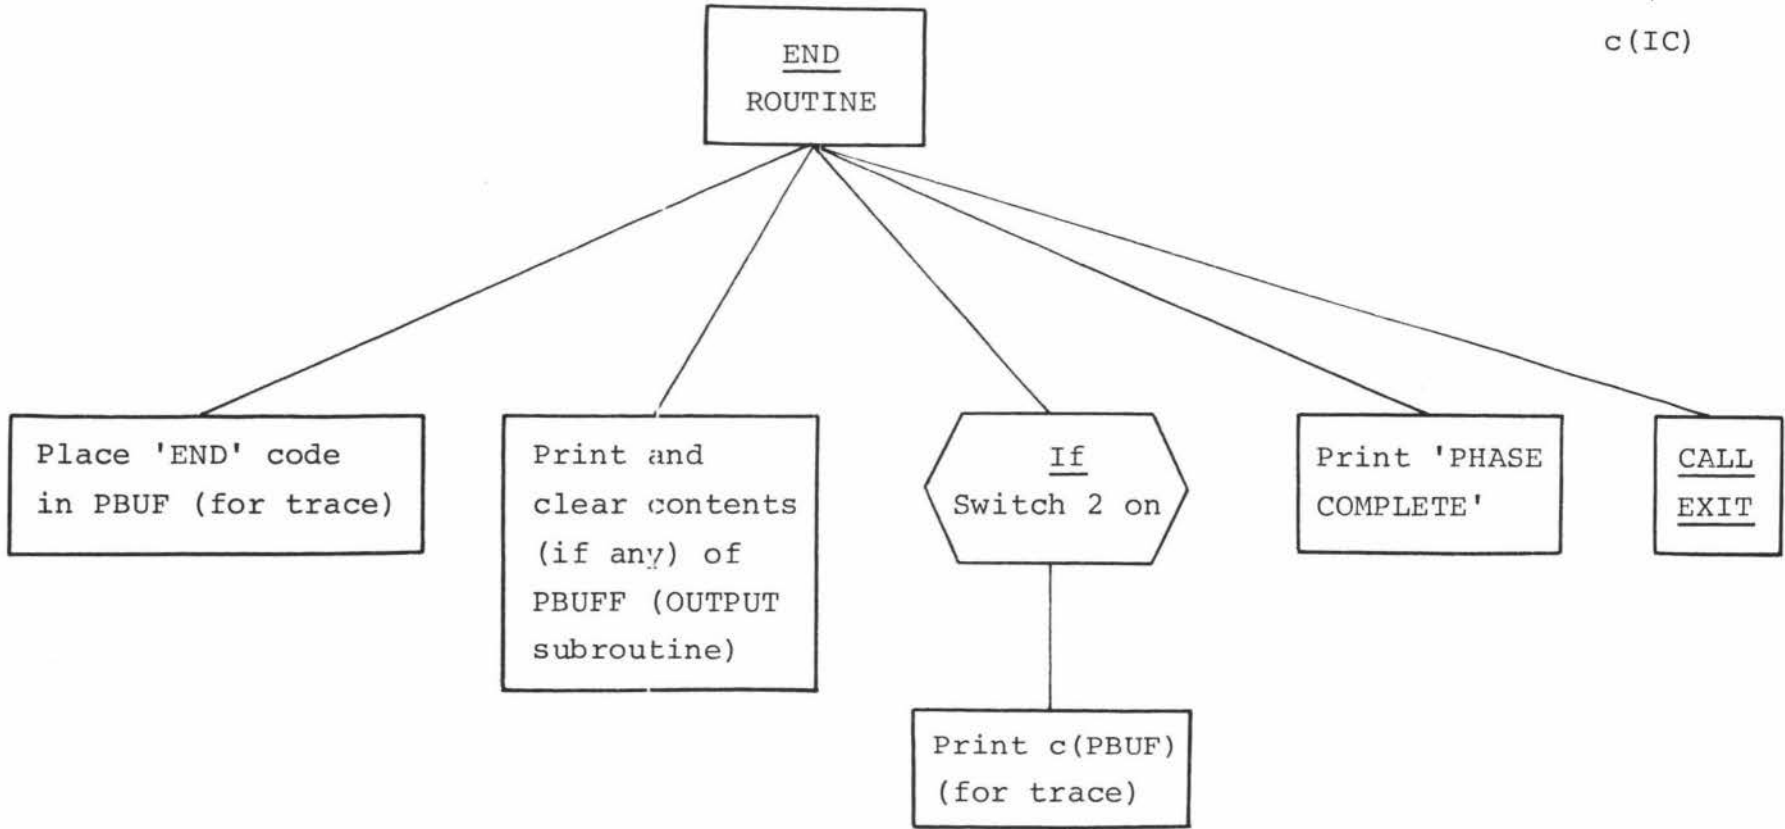 c(IC)
END
ROUTINE
Place 'END' code
in PBUF (for trace)
Print and
clear contents
(if any) of
PBUFF (OUTPUT
subroutine)
If
Switch 2 on
Print c(PBUF)
(for trace)
Print 'PHASE
COMPLETE'
CALL
EXIT